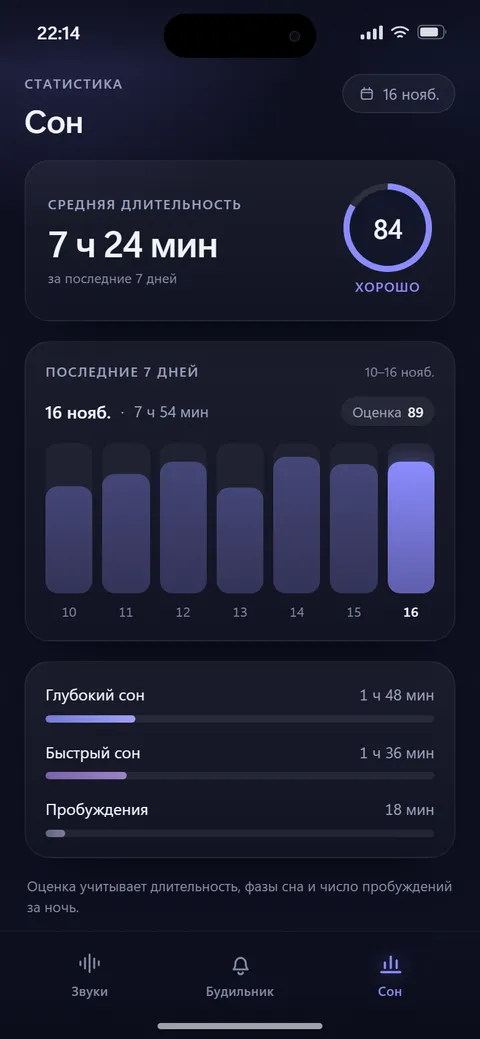 22:14
СТАТИСТИКА
Сон
16 нояб.
СРЕДНЯЯ ДЛИТЕЛЬНОСТЬ
7 ч 24 мин
за последние 7 дней
84
ХОРОШО
ПОСЛЕДНИЕ 7 ДНЕЙ
10–16 нояб.
16 нояб. · 7 ч 54 мин
Оценка 89
10 11 12 13 14 15 16
Глубокий сон 1 ч 48 мин
Быстрый сон 1 ч 36 мин
Пробуждения 18 мин
Оценка учитывает длительность, фазы сна и число пробуждений
за ночь.
Звуки Будильник Сон